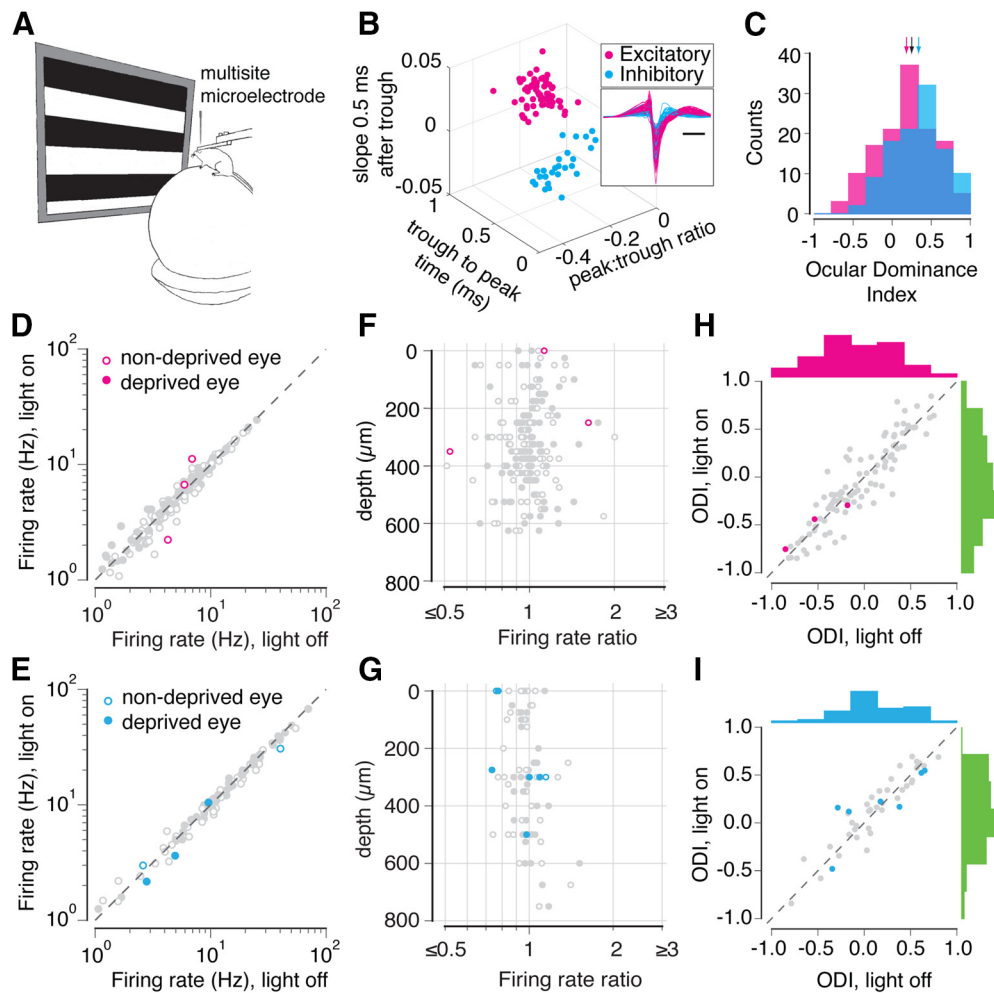 A
multisite
microelectrode
B
Excitatory
Inhibitory
slope 0.5 ms
after trough
0.05
0
-0.05
1
0.5
0
trough to peak
time (ms)
-0.4
-0.2
0
peak:trough ratio
C
Counts
40
30
20
10
0
-1 -0.5 0 0.5 1
Ocular Dominance
Index
D
non-deprived eye
deprived eye
Firing rate (Hz), light on
10²
10¹
10⁰
10⁰ 10¹ 10²
Firing rate (Hz), light off
F
depth (µm)
0
200
400
600
800
≤0.5 1 2 ≥3
Firing rate ratio
H
ODI, light on
1.0
0.5
0.0
-0.5
-1.0
-1.0 -0.5 0.0 0.5 1.0
ODI, light off
E
non-deprived eye
deprived eye
Firing rate (Hz), light on
10²
10¹
10⁰
10⁰ 10¹ 10²
Firing rate (Hz), light off
G
depth (µm)
0
200
400
600
800
≤0.5 1 2 ≥3
Firing rate ratio
I
ODI, light on
1.0
0.5
0.0
-0.5
-1.0
-1.0 -0.5 0.0 0.5 1.0
ODI, light off